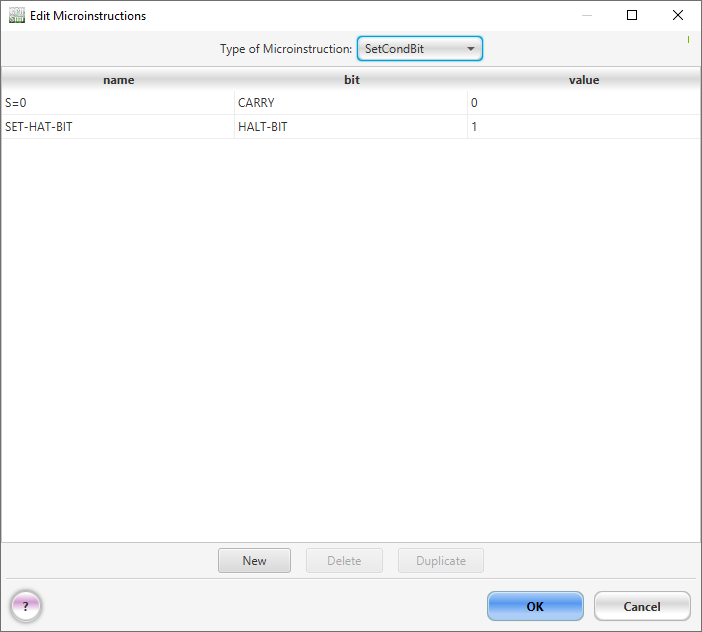 Edit Microinstructions
Type of Microinstruction: SetCondBit
name bit value
S=0 CARRY 0
SET-HAT-BIT HALT-BIT 1
New Delete Duplicate
? OK Cancel